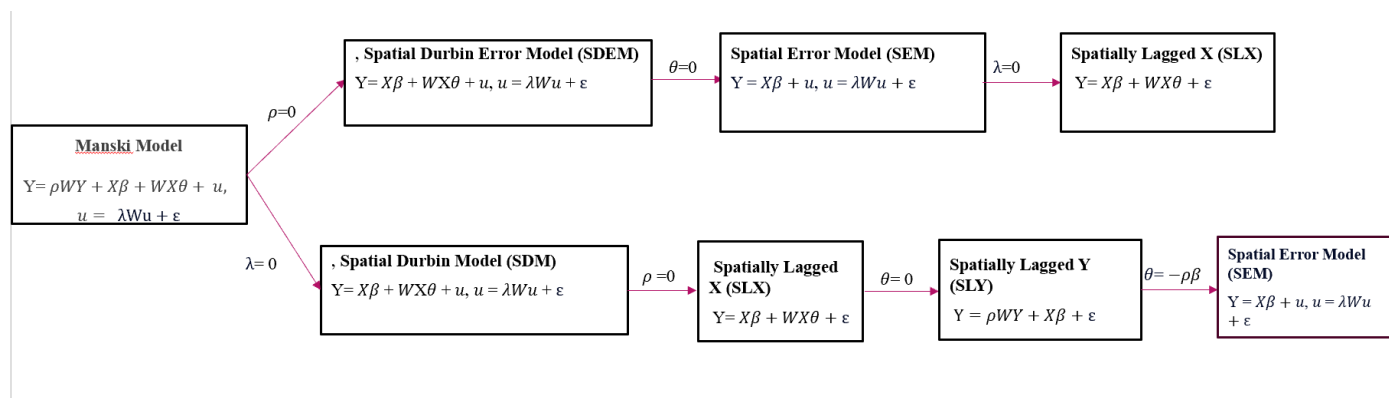 Manski Model
Y= ρWY + Xβ + WXθ + u,
u = λWu + ε
ρ=0
, Spatial Durbin Error Model (SDEM)
Y= Xβ + WXθ + u, u = λWu + ε
θ=0
Spatial Error Model (SEM)
Y = Xβ + u, u = λWu + ε
λ=0
Spatially Lagged X (SLX)
Y= Xβ + WXθ + ε
λ= 0
, Spatial Durbin Model (SDM)
Y= Xβ + WXθ + u, u = λWu + ε
ρ =0
Spatially Lagged
X (SLX)
Y= Xβ + WXθ + ε
θ= 0
Spatially Lagged Y
(SLY)
Y = ρWY + Xβ + ε
θ= −ρβ
Spatial Error Model
(SEM)
Y = Xβ + u, u = λWu
+ ε